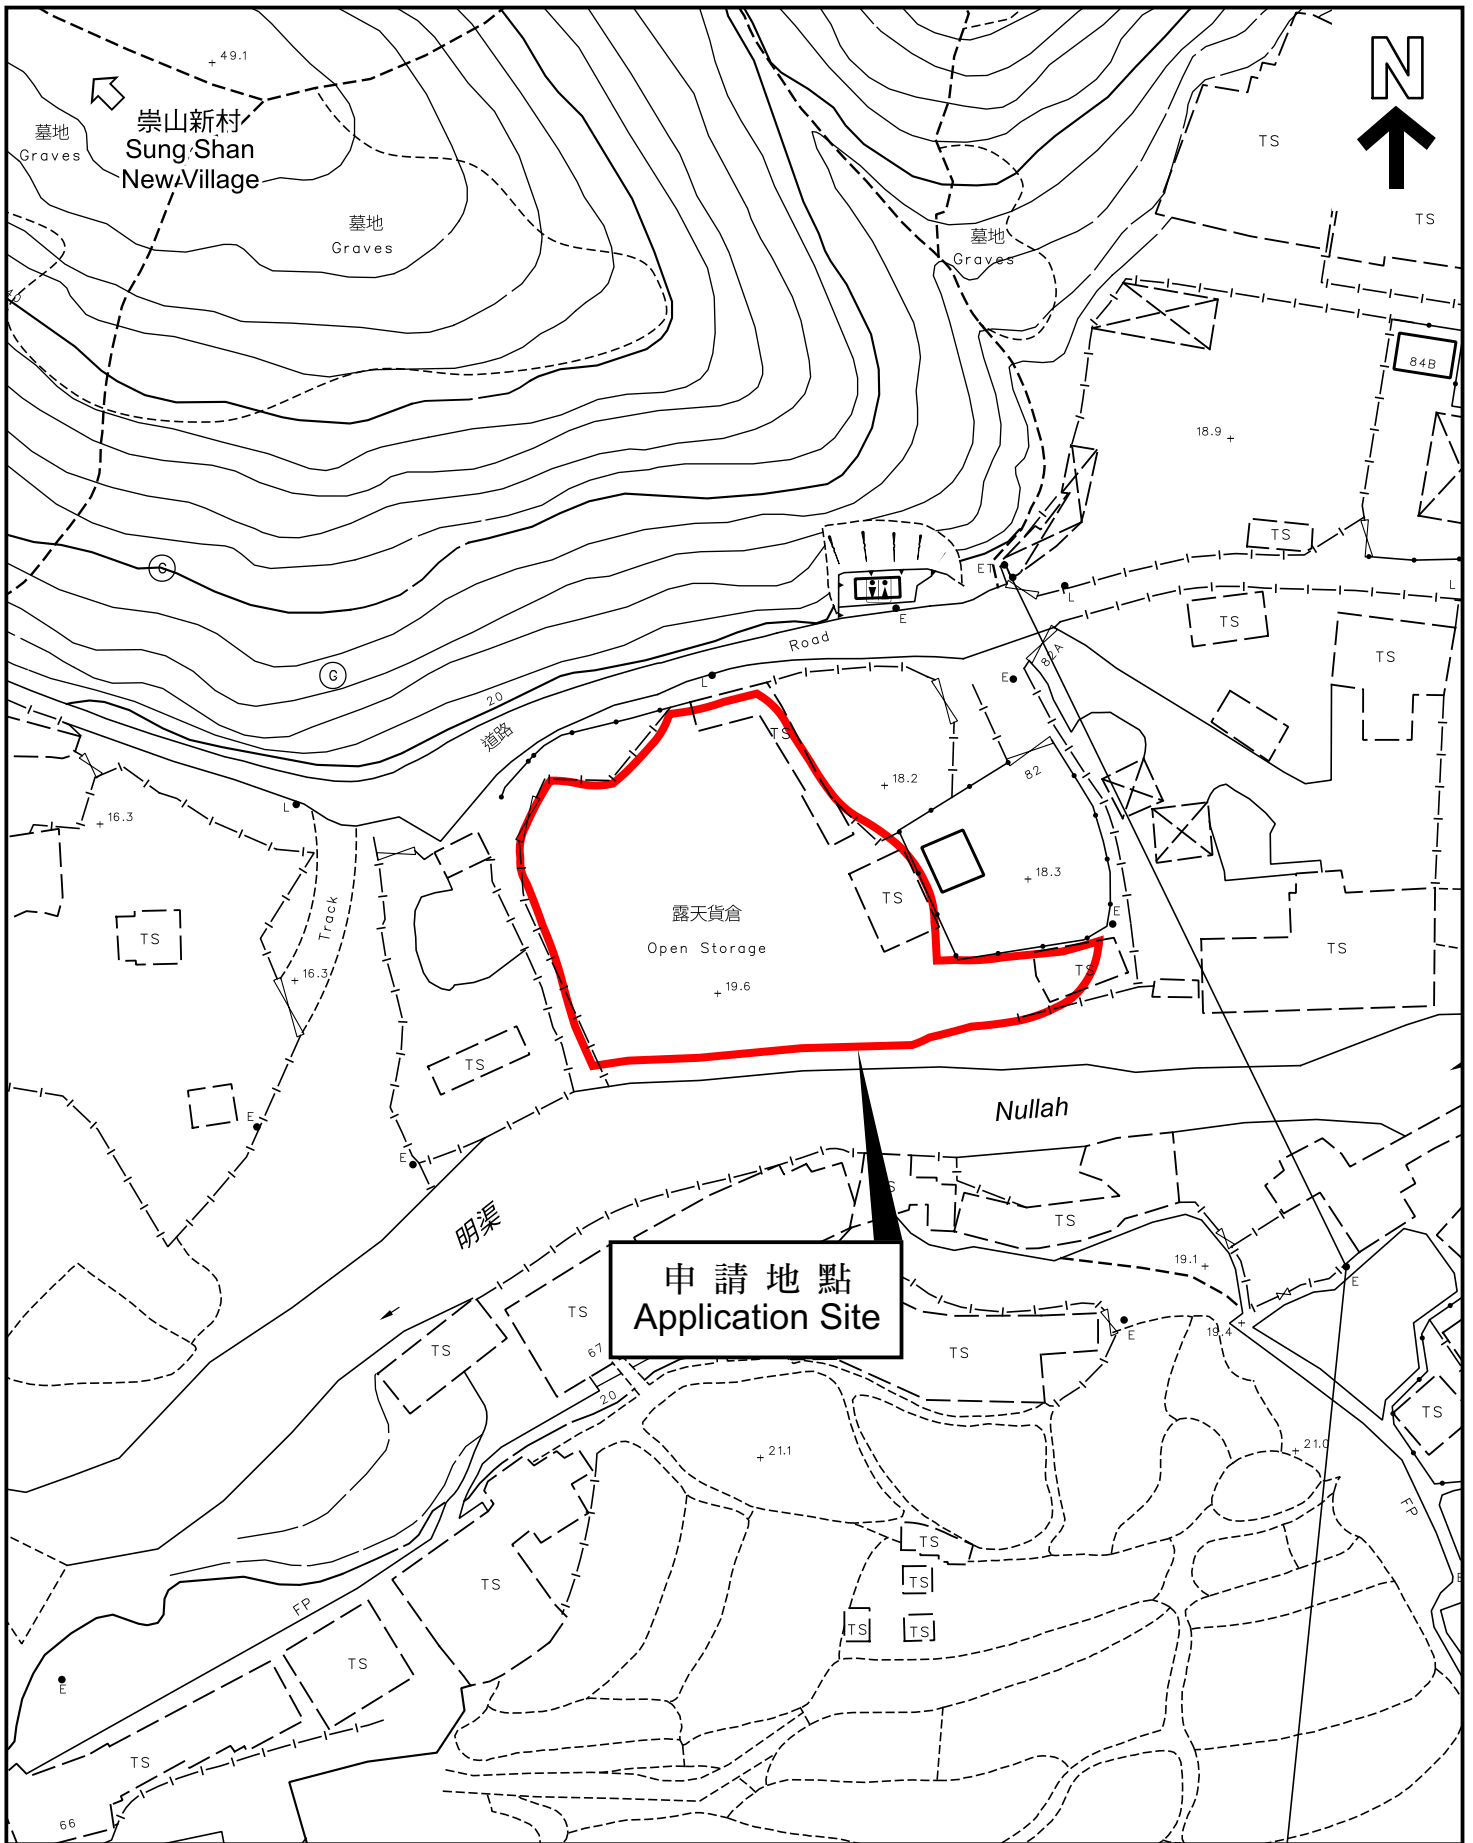 49.1
N
崇山新村
Sung Shan
New Village
墓地
Graves
TS
墓地
Graves
墓地
Graves
TS
40
84B
18.9
TS
ET
L
L
G
E
TS
Road
82A
TS
G
E
L
20
道路
TS
18.2
82
L
16.3
18.3
TS
E
Track
露天貨倉
Open Storage
TS
TS
16.3
TS
19.6
TS
Nullah
E
E
明渠
TS
19.1
E
申請地點
Application Site
TS
67
TS
TS
E
19.4
20
TS
21.1
21.0
FP
TS
TS
TS
FP
TS
TS
TS
E
TS
66